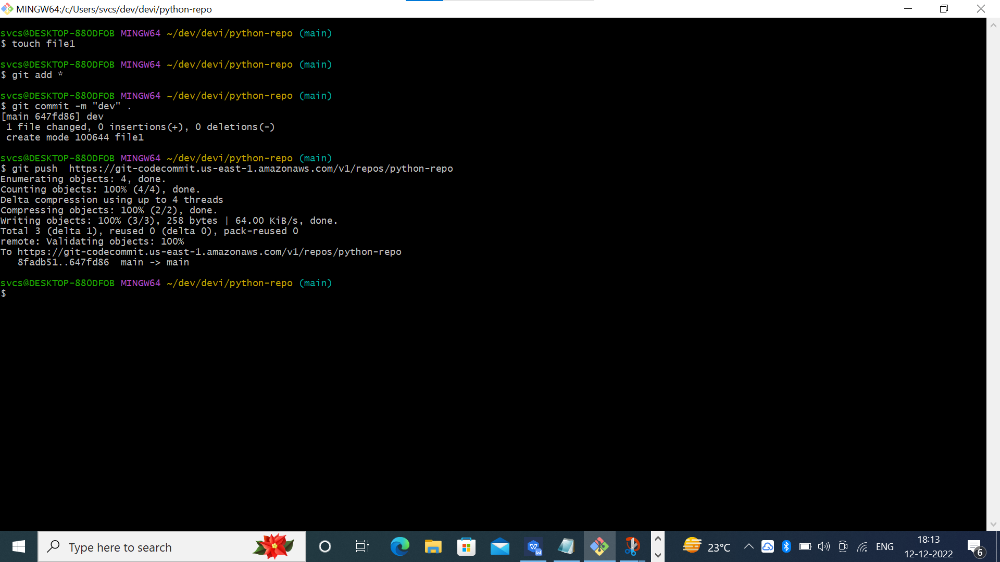 MINGW64:/c/Users/svcs/dev/devi/python-repo
svcs@DESKTOP-880DFOB MINGW64 ~/dev/devi/python-repo (main)
$ touch file1
svcs@DESKTOP-880DFOB MINGW64 ~/dev/devi/python-repo (main)
$ git add *
svcs@DESKTOP-880DFOB MINGW64 ~/dev/devi/python-repo (main)
$ git commit -m "dev" .
[main 647fd86] dev
 1 file changed, 0 insertions(+), 0 deletions(-)
 create mode 100644 file1
svcs@DESKTOP-880DFOB MINGW64 ~/dev/devi/python-repo (main)
$ git push  https://git-codecommit.us-east-1.amazonaws.com/v1/repos/python-repo
Enumerating objects: 4, done.
Counting objects: 100% (4/4), done.
Delta compression using up to 4 threads
Compressing objects: 100% (2/2), done.
Writing objects: 100% (3/3), 258 bytes | 64.00 KiB/s, done.
Total 3 (delta 1), reused 0 (delta 0), pack-reused 0
remote: Validating objects: 100%
To https://git-codecommit.us-east-1.amazonaws.com/v1/repos/python-repo
   8fadb51..647fd86  main -> main
svcs@DESKTOP-880DFOB MINGW64 ~/dev/devi/python-repo (main)
$
Type here to search
23°C
ENG
18:13
12-12-2022
6